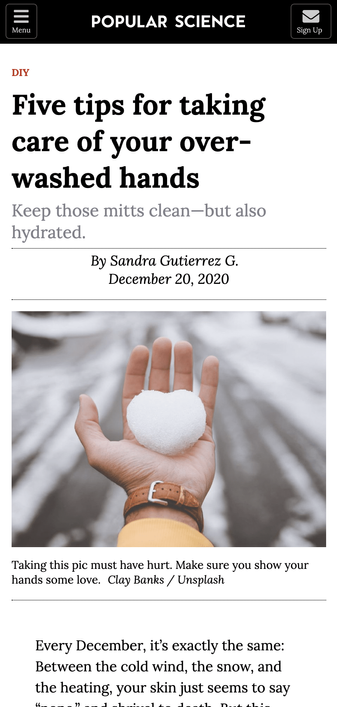 Menu
POPULAR SCIENCE
Sign Up
DIY
Five tips for taking
care of your over-
washed hands
Keep those mitts clean—but also
hydrated.
By Sandra Gutierrez G.
December 20, 2020
Taking this pic must have hurt. Make sure you show your
hands some love. Clay Banks / Unsplash
Every December, it’s exactly the same:
Between the cold wind, the snow, and
the heating, your skin just seems to say
“nope” and shrivel to death. But this